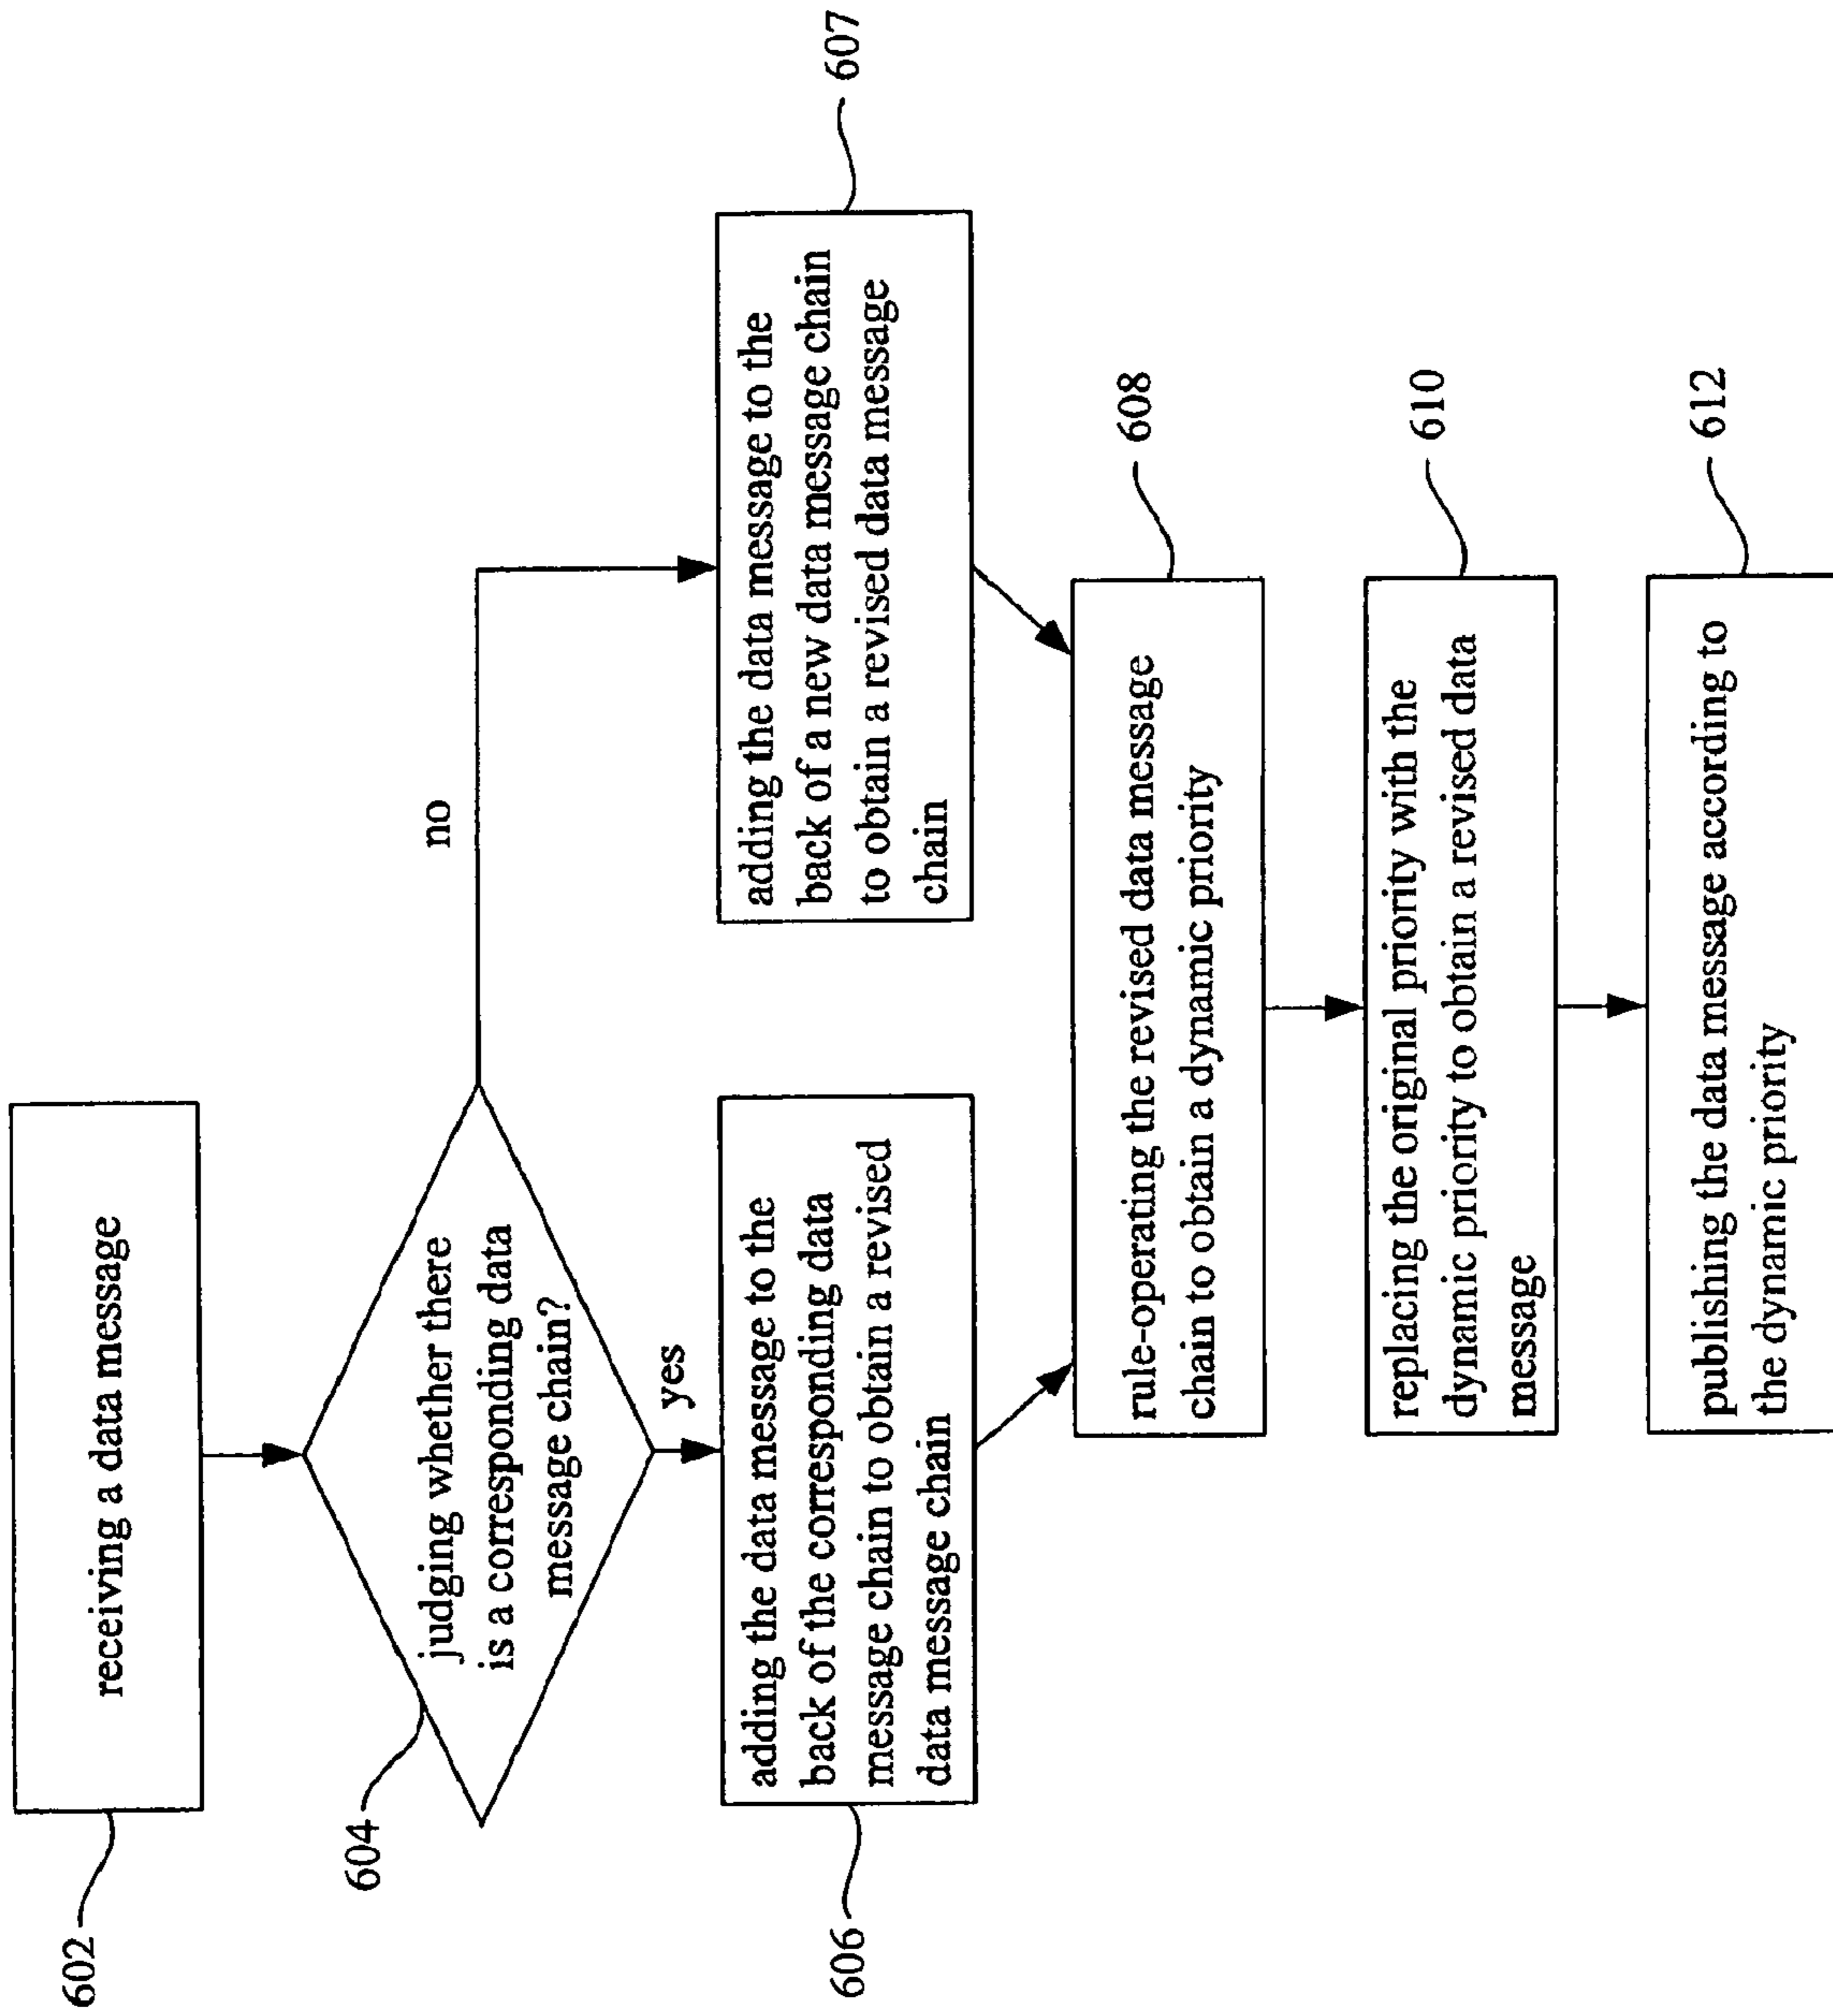 602
receiving a data message
604
judging whether there
is a corresponding data
message chain?
no
yes
606
adding the data message to the
back of the corresponding data
message chain to obtain a revised
data message chain
607
adding the data message to the
back of a new data message chain
to obtain a revised data message
chain
608
rule-operating the revised data message
chain to obtain a dynamic priority
610
replacing the original priority with the
dynamic priority to obtain a revised data
message
612
publishing the data message according to
the dynamic priority